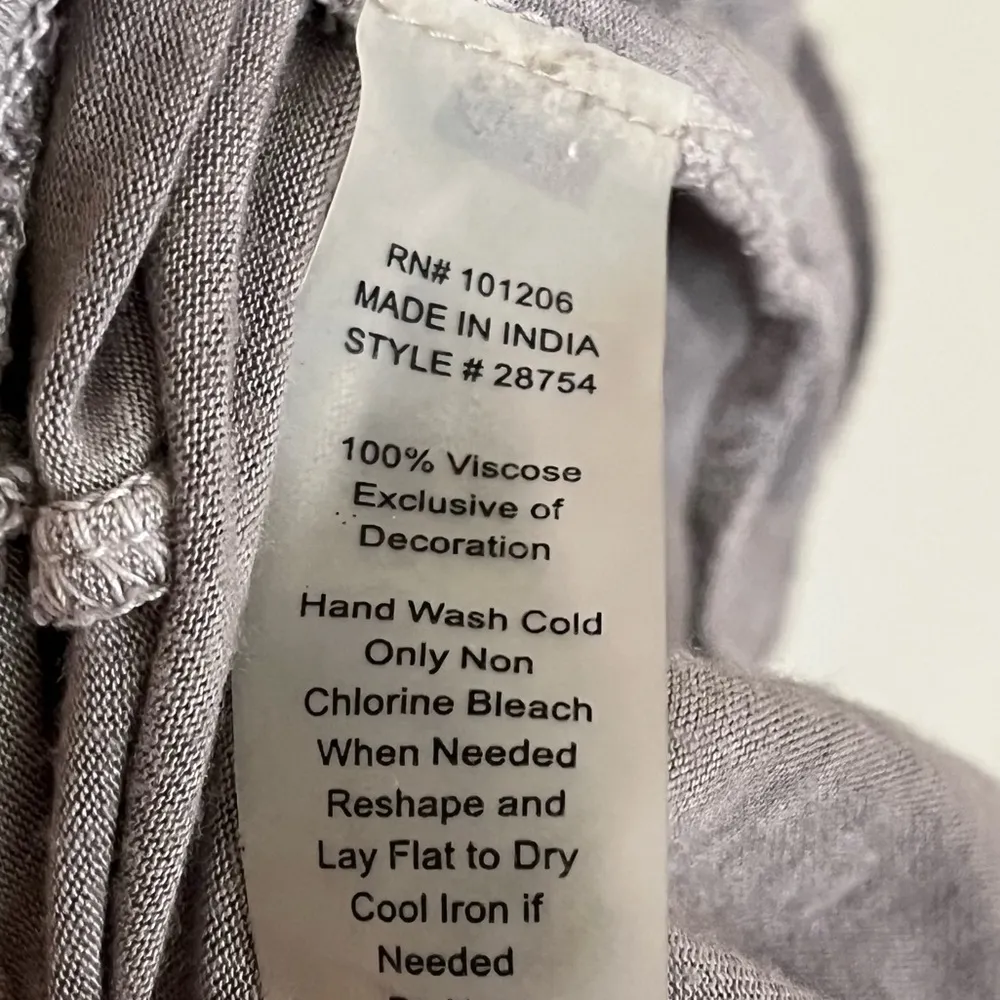 RN# 101206
MADE IN INDIA
STYLE # 28754
100% Viscose
Exclusive of
Decoration
Hand Wash Cold
Only Non
Chlorine Bleach
When Needed
Reshape and
Lay Flat to Dry
Cool Iron if
Needed